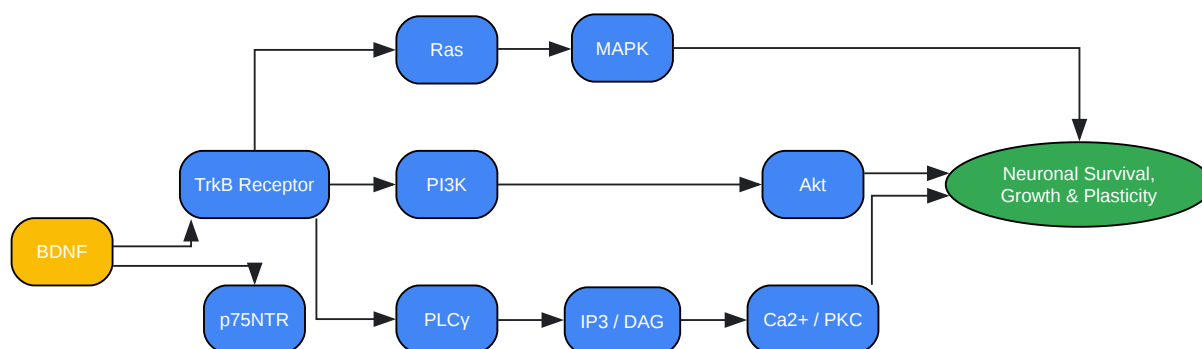 Ras
MAPK
TrkB Receptor
PI3K
Akt
Neuronal Survival,
Growth & Plasticity
BDNF
p75NTR
PLCγ
IP3 / DAG
Ca2+ / PKC